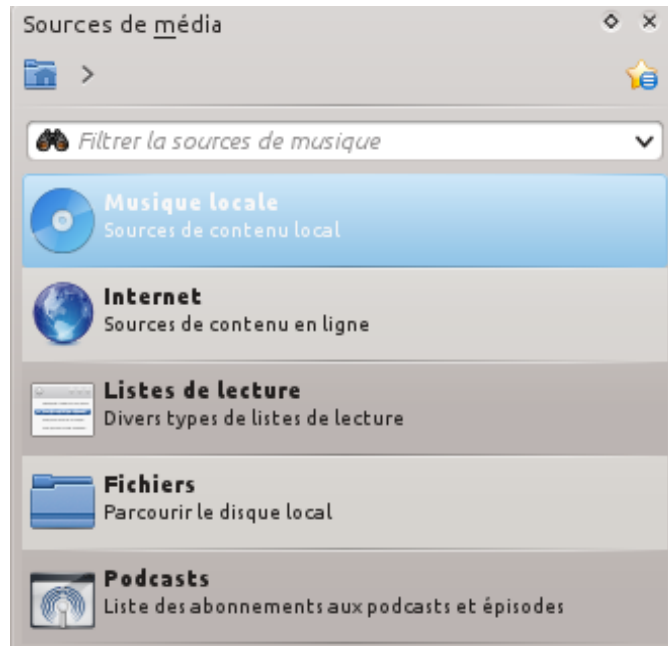 Sources de média
>
Filtrer la sources de musique
Musique locale
Sources de contenu local
Internet
Sources de contenu en ligne
Listes de lecture
Divers types de listes de lecture
Fichiers
Parcourir le disque local
Podcasts
Liste des abonnements aux podcasts et épisodes